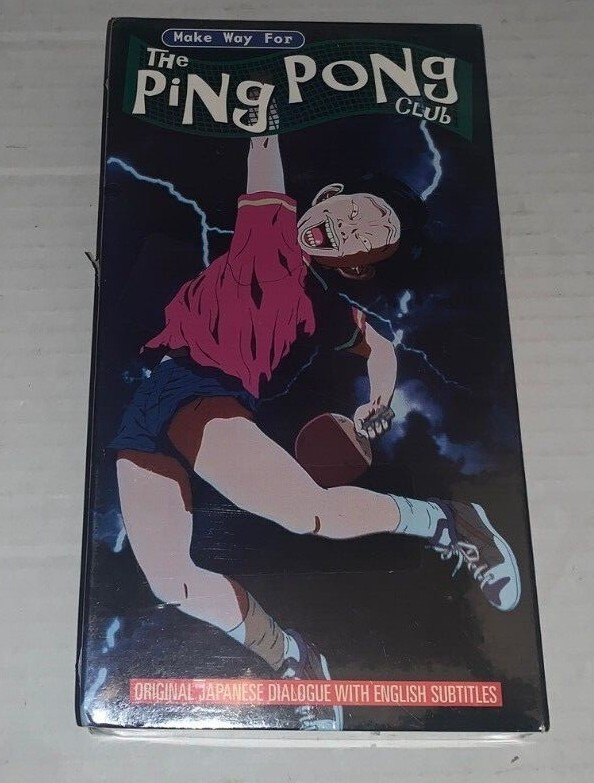 Make Way For
THe
PiNg PONg
CLUb
ORIGINAL JAPANESE DIALOGUE WITH ENGLISH SUBTITLES